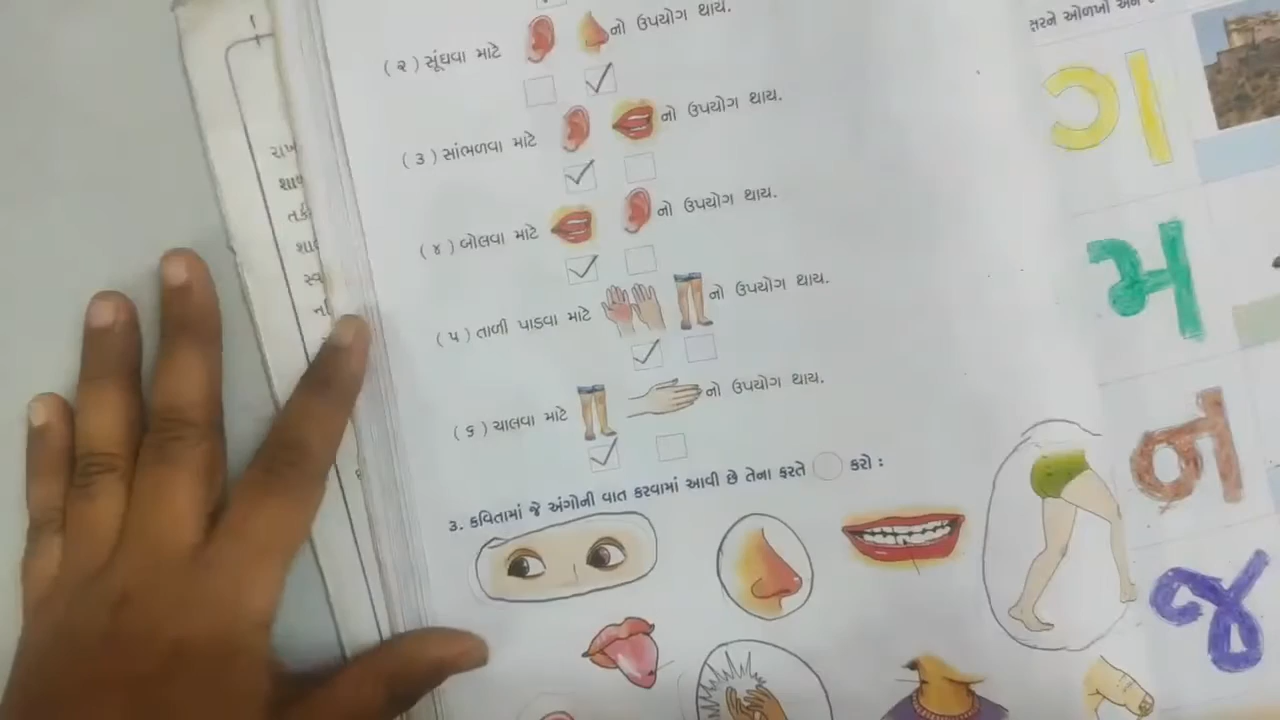 (૨) સૂંઘવા માટે નો ઉપયોગ થાય.
(૩) સાંભળવા માટે નો ઉપયોગ થાય.
(૪) બોલવા માટે નો ઉપયોગ થાય.
(૫) તાળી પાડવા માટે નો ઉપયોગ થાય.
(૬) ચાલવા માટે નો ઉપયોગ થાય.
૩. કવિતામાં જે અંગોની વાત કરવામાં આવી છે તેના ફરતે કરો :
ઓળખો
ગ
મ
ન
જ